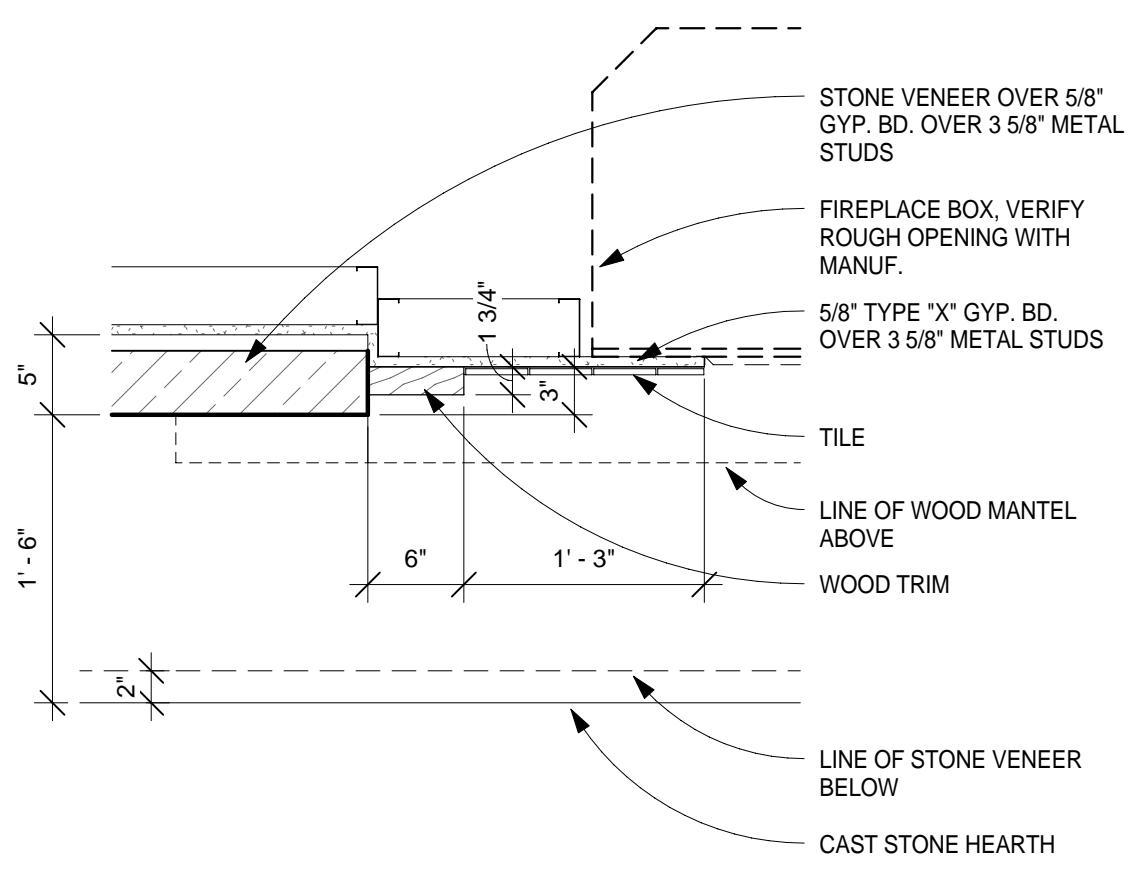 STONE VENEER OVER 5/8"
GYP. BD. OVER 3 5/8" METAL
STUDS
FIREPLACE BOX, VERIFY
ROUGH OPENING WITH
MANUF.
5/8" TYPE "X" GYP. BD.
OVER 3 5/8" METAL STUDS
1 3/4"
5"
3"
TILE
LINE OF WOOD MANTEL
ABOVE
1' - 6"
6"
1' - 3"
WOOD TRIM
2"
LINE OF STONE VENEER
BELOW
CAST STONE HEARTH